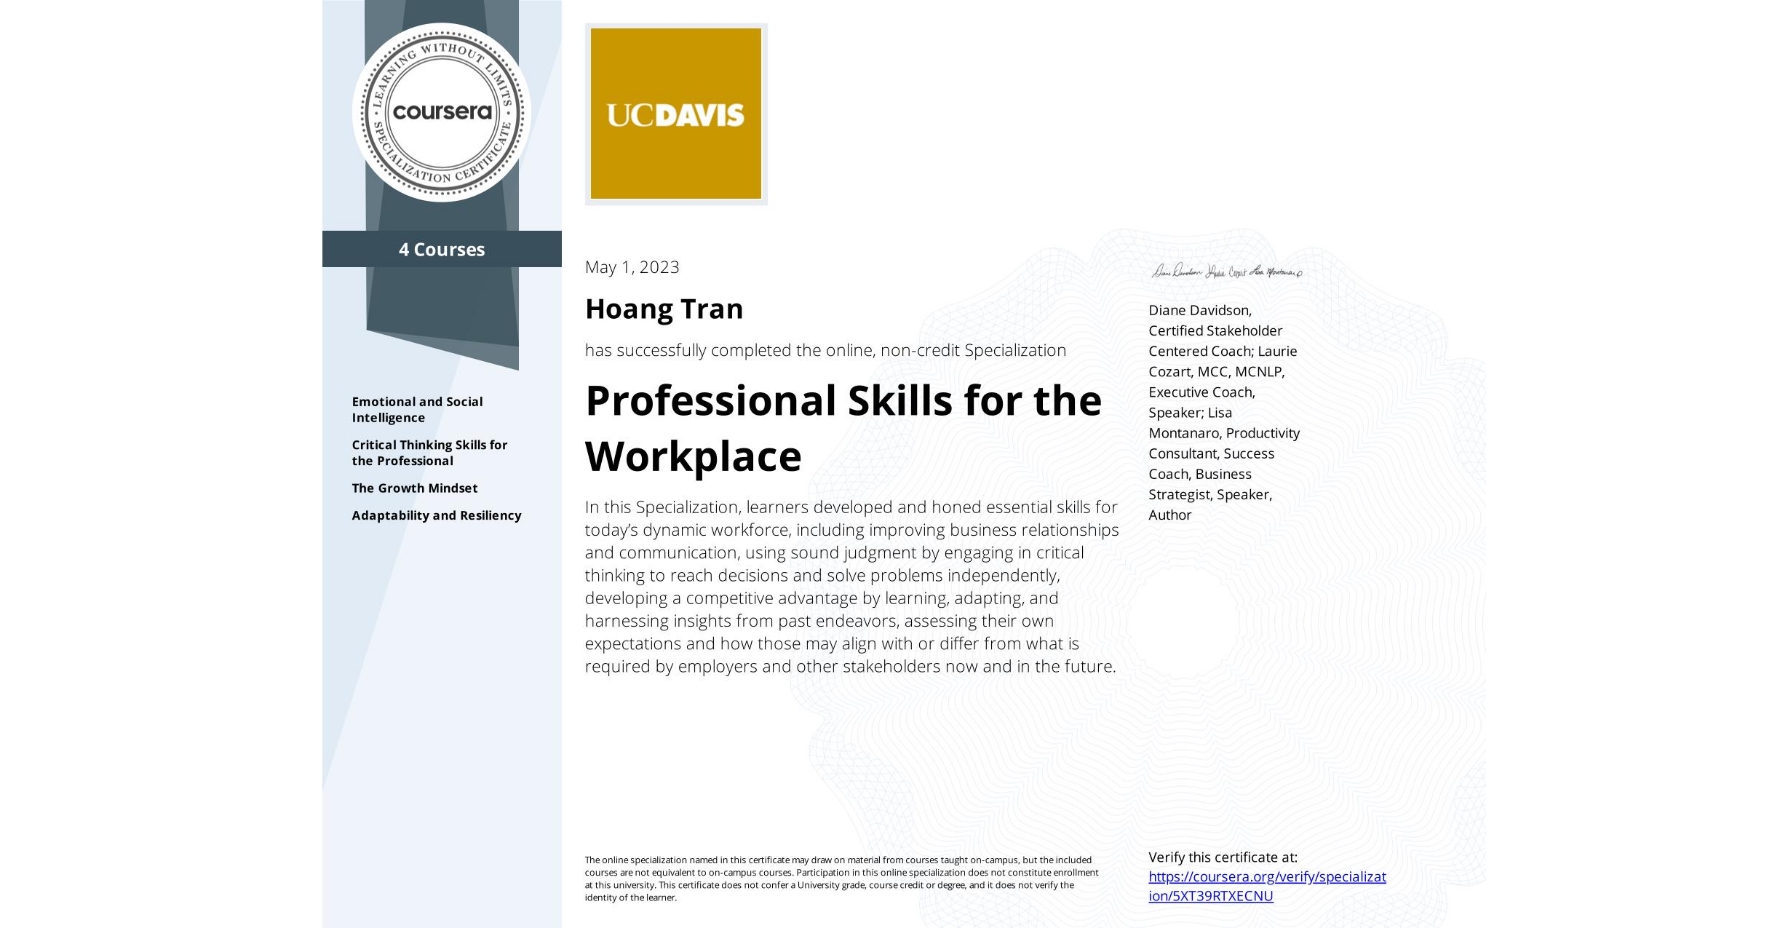 LEARNING WITHOUT LIMITS
coursera
SPECIALIZATION CERTIFICATE
UCDAVIS
4 Courses
Emotional and Social
Intelligence
Critical Thinking Skills for
the Professional
The Growth Mindset
Adaptability and Resiliency
May 1, 2023
Hoang Tran
has successfully completed the online, non-credit Specialization
Professional Skills for the
Workplace
In this Specialization, learners developed and honed essential skills for
today’s dynamic workforce, including improving business relationships
and communication, using sound judgment by engaging in critical
thinking to reach decisions and solve problems independently,
developing a competitive advantage by learning, adapting, and
harnessing insights from past endeavors, assessing their own
expectations and how those may align with or differ from what is
required by employers and other stakeholders now and in the future.
Diane Davidson Laurie Cozart Lisa Montanaro
Diane Davidson,
Certified Stakeholder
Centered Coach; Laurie
Cozart, MCC, MCNLP,
Executive Coach,
Speaker; Lisa
Montanaro, Productivity
Consultant, Success
Coach, Business
Strategist, Speaker,
Author
The online specialization named in this certificate may draw on material from courses taught on-campus, but the included
courses are not equivalent to on-campus courses. Participation in this online specialization does not constitute enrollment
at this university. This certificate does not confer a University grade, course credit or degree, and it does not verify the
identity of the learner.
Verify this certificate at:
https://coursera.org/verify/specializat
ion/5XT39RTXECNU